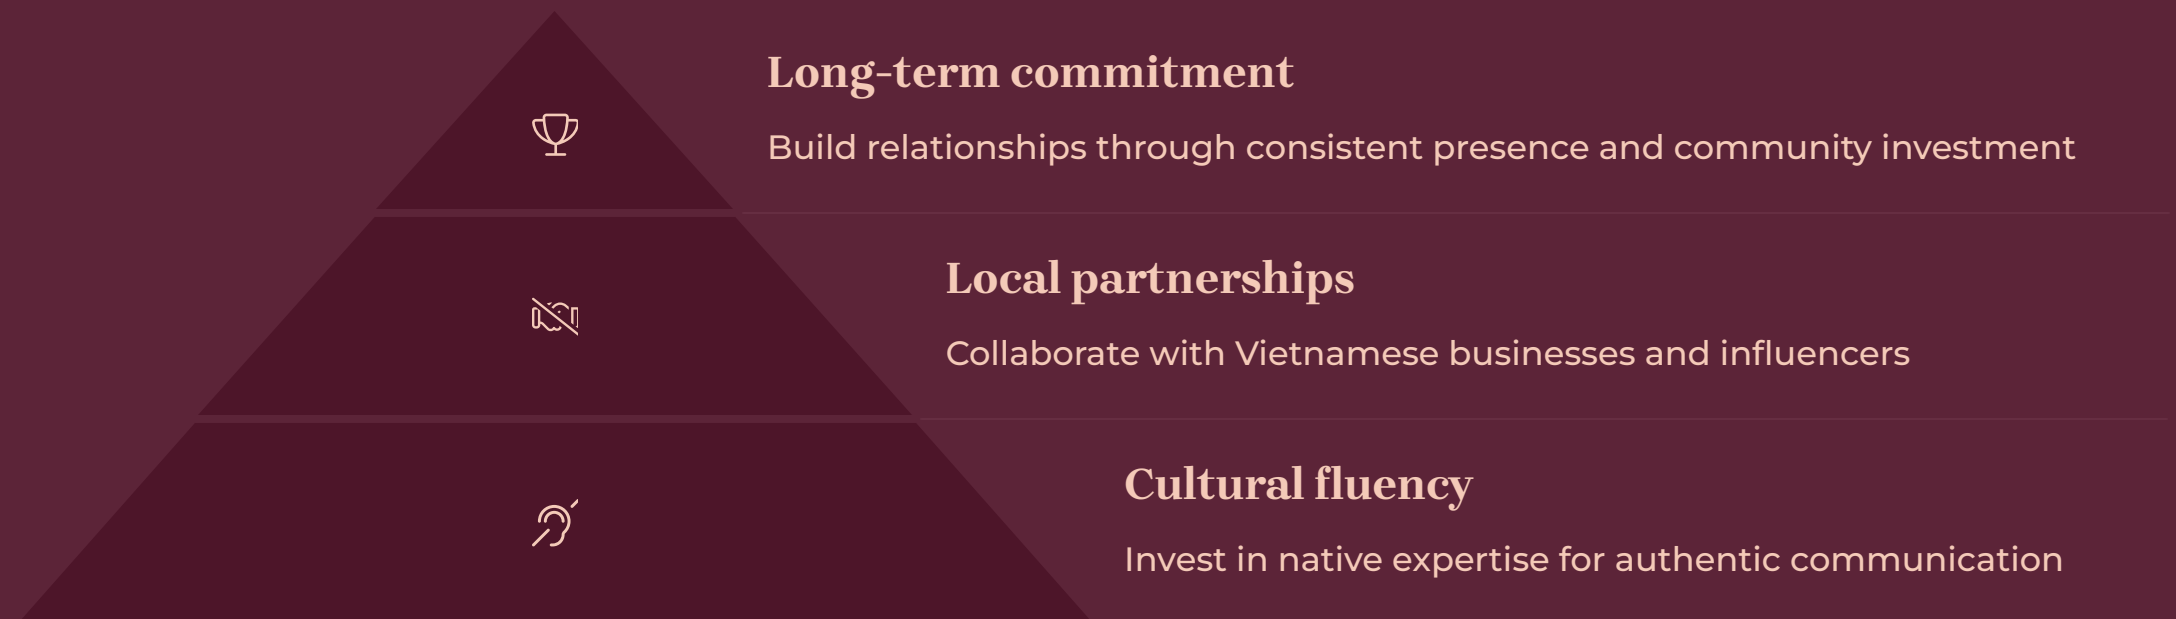 Long-term commitment
Build relationships through consistent presence and community investment
Local partnerships
Collaborate with Vietnamese businesses and influencers
Cultural fluency
Invest in native expertise for authentic communication